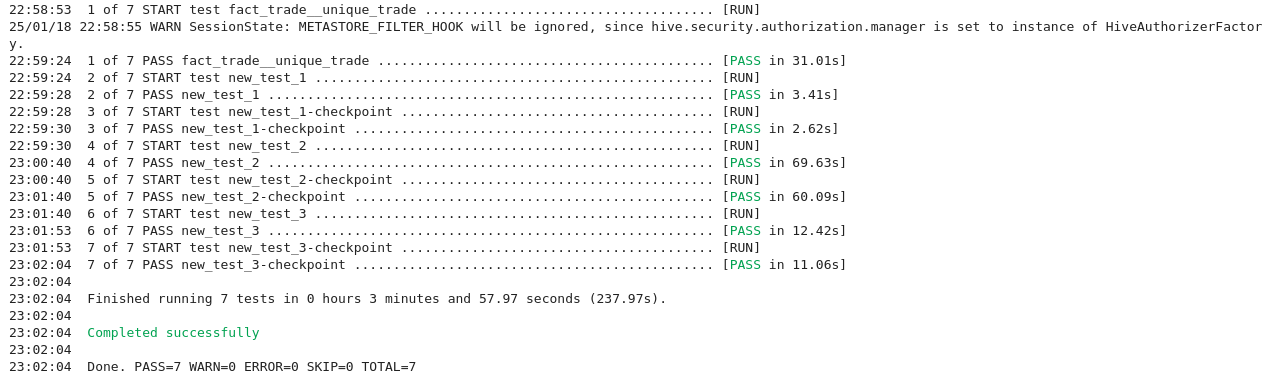 22:58:53  1 of 7 START test fact_trade__unique_trade ..................................... [RUN]
25/01/18 22:58:55 WARN SessionState: METASTORE_FILTER_HOOK will be ignored, since hive.security.authorization.manager is set to instance of HiveAuthorizerFactor
y.
22:59:24  1 of 7 PASS fact_trade__unique_trade ........................................... [PASS in 31.01s]
22:59:24  2 of 7 START test new_test_1 ................................................... [RUN]
22:59:28  2 of 7 PASS new_test_1 ......................................................... [PASS in 3.41s]
22:59:28  3 of 7 START test new_test_1-checkpoint ........................................ [RUN]
22:59:30  3 of 7 PASS new_test_1-checkpoint .............................................. [PASS in 2.62s]
22:59:30  4 of 7 START test new_test_2 ................................................... [RUN]
23:00:40  4 of 7 PASS new_test_2 ......................................................... [PASS in 69.63s]
23:00:40  5 of 7 START test new_test_2-checkpoint ........................................ [RUN]
23:01:40  5 of 7 PASS new_test_2-checkpoint .............................................. [PASS in 60.09s]
23:01:40  6 of 7 START test new_test_3 ................................................... [RUN]
23:01:53  6 of 7 PASS new_test_3 ......................................................... [PASS in 12.42s]
23:01:53  7 of 7 START test new_test_3-checkpoint ........................................ [RUN]
23:02:04  7 of 7 PASS new_test_3-checkpoint .............................................. [PASS in 11.06s]
23:02:04
23:02:04  Finished running 7 tests in 0 hours 3 minutes and 57.97 seconds (237.97s).
23:02:04
23:02:04  Completed successfully
23:02:04
23:02:04  Done. PASS=7 WARN=0 ERROR=0 SKIP=0 TOTAL=7